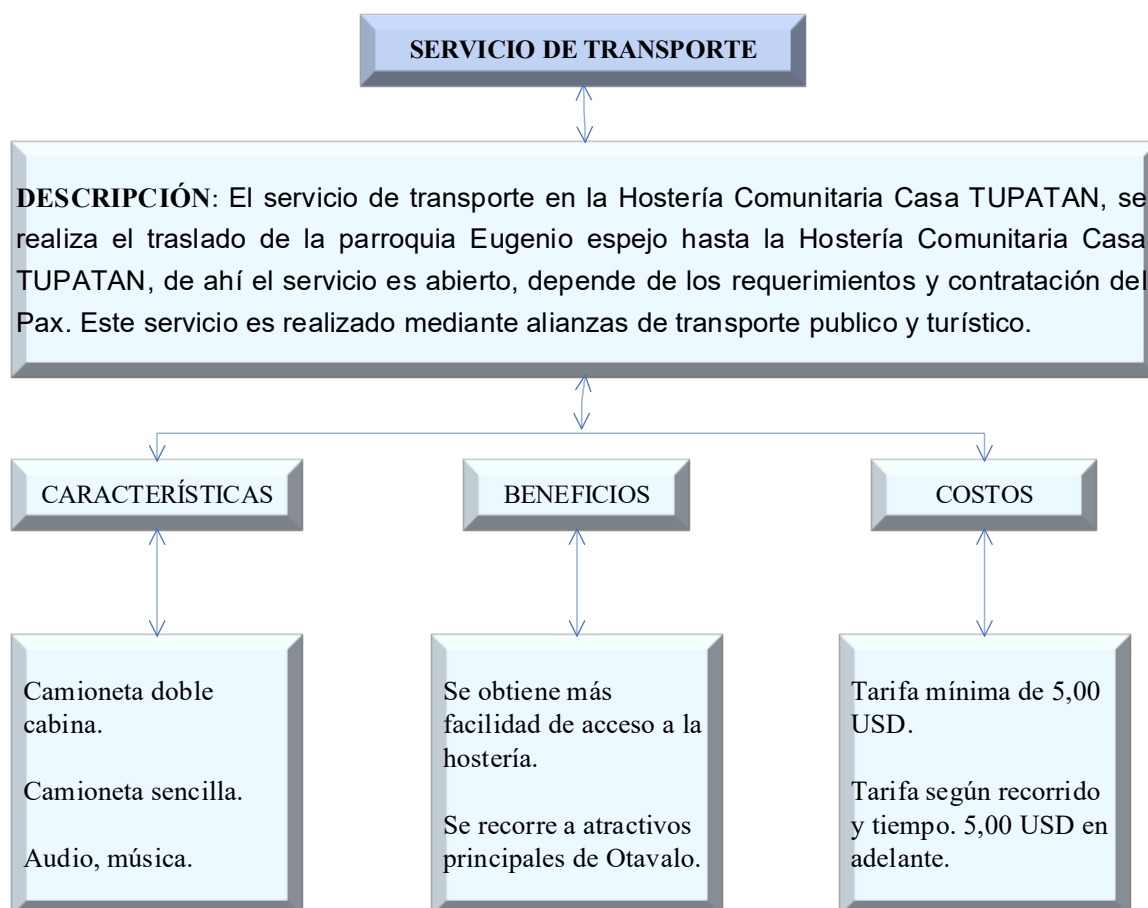 SERVICIO DE TRANSPORTE
DESCRIPCIÓN: El servicio de transporte en la Hostería Comunitaria Casa TUPATAN, se
realiza el traslado de la parroquia Eugenio espejo hasta la Hostería Comunitaria Casa
TUPATAN, de ahí el servicio es abierto, depende de los requerimientos y contratación del
Pax. Este servicio es realizado mediante alianzas de transporte publico y turístico.
CARACTERÍSTICAS
BENEFICIOS
COSTOS
Camioneta doble
cabina.
Camioneta sencilla.
Audio, música.
Se obtiene más
facilidad de acceso a la
hostería.
Se recorre a atractivos
principales de Otavalo.
Tarifa mínima de 5,00
USD.
Tarifa según recorrido
y tiempo. 5,00 USD en
adelante.